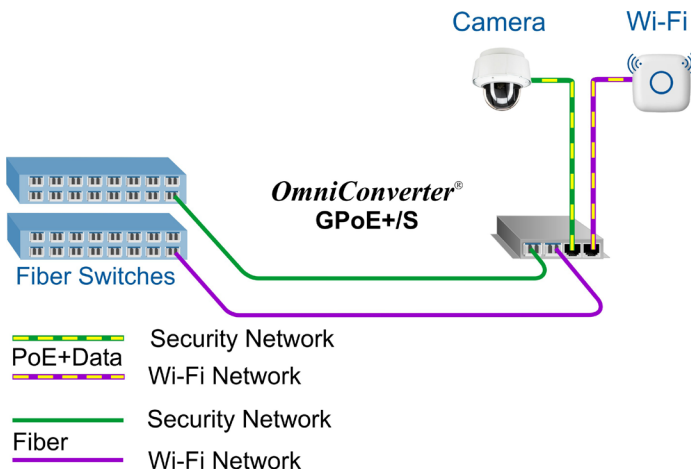 Camera
Wi-Fi
OmniConverter®
GPoE+/S
Fiber Switches
Security Network
PoE+Data
Wi-Fi Network
Security Network
Fiber
Wi-Fi Network